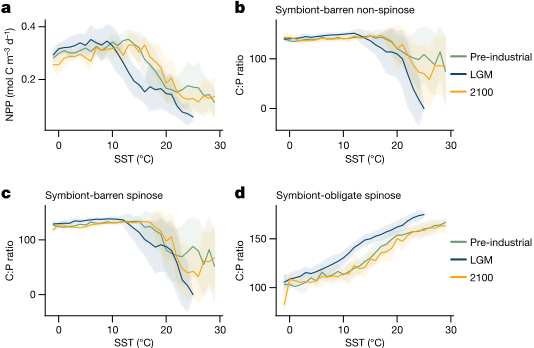 a
0.4
0.2
NPP (mol C m⁻³ d⁻¹)
0
10
20
30
SST (°C)
b
Symbiont-barren non-spinose
100
0
C:P ratio
0
10
20
30
SST (°C)
Pre-industrial
LGM
2100
c
Symbiont-barren spinose
100
0
C:P ratio
0
10
20
30
SST (°C)
d
Symbiont-obligate spinose
150
100
C:P ratio
0
10
20
30
SST (°C)
Pre-industrial
LGM
2100